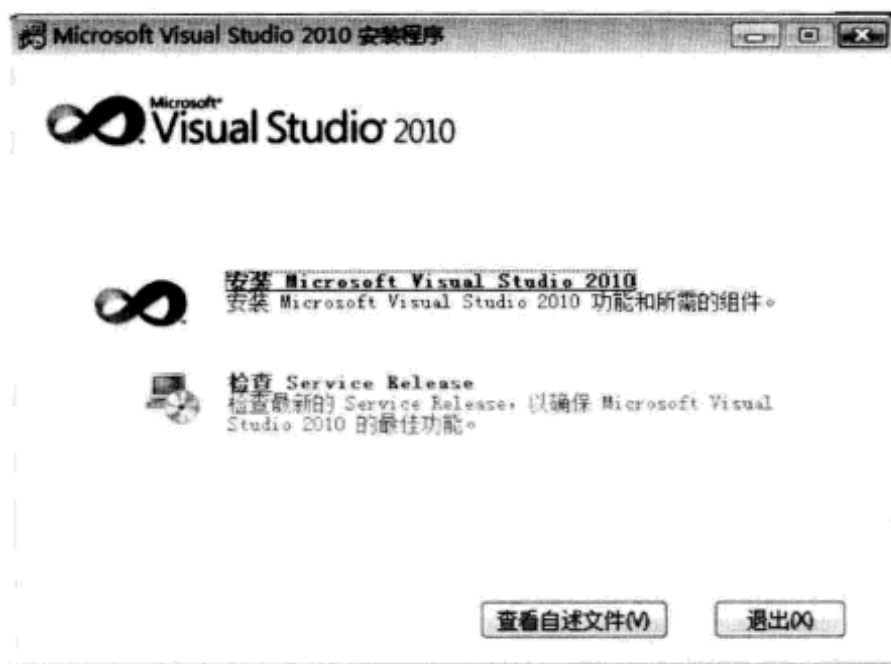 Microsoft Visual Studio 2010 安装程序
Microsoft®
Visual Studio 2010
安装 Microsoft Visual Studio 2010
安装 Microsoft Visual Studio 2010 功能和所需的组件。
检查 Service Release
检查最新的 Service Release，以确保 Microsoft Visual
Studio 2010 的最佳功能。
查看自述文件(V)
退出(X)